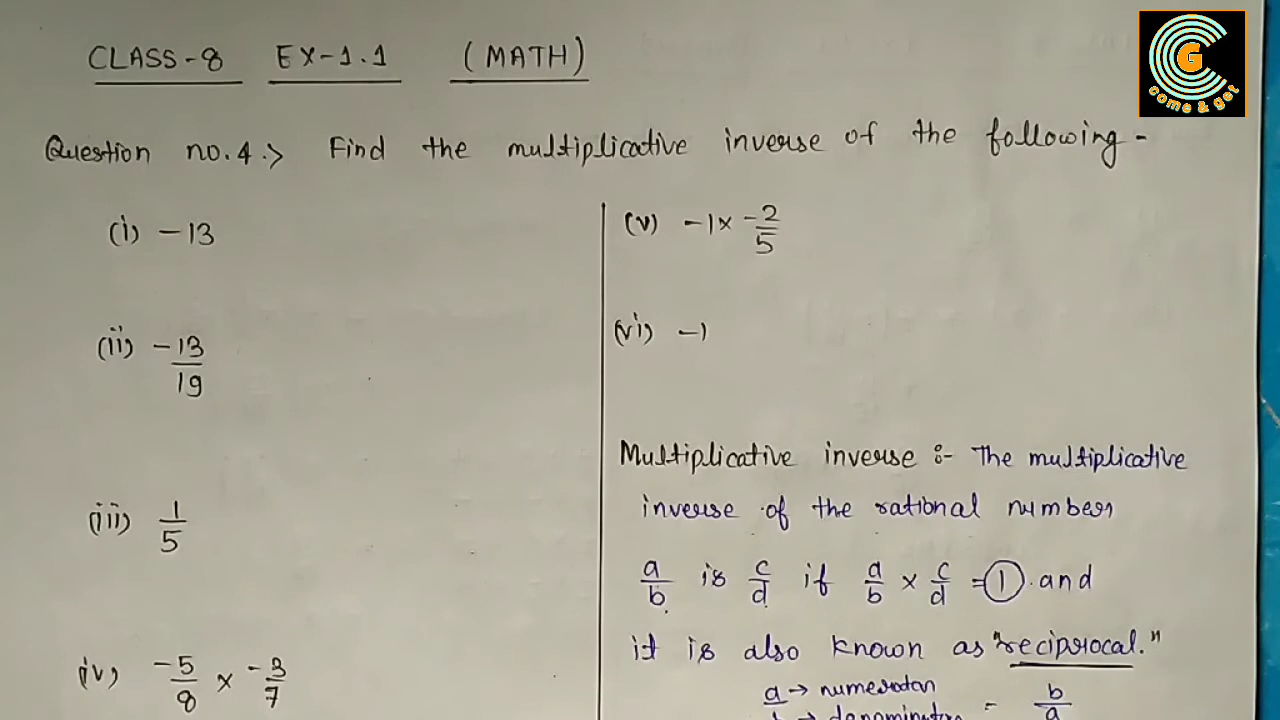 CLASS-8 EX-1.1 (MATH)
G
come & get
Question no.4.> Find the multiplicative inverse of the following -
(i) -13
(ii) -13/19
(iii) 1/5
(iv) -5/8 x -3/7
(v) -1x -2/5
(vi) -1
Multiplicative inverse :- The multiplicative
inverse of the rational numbers
a/b is c/d if a/b x c/d = 1 and
it is also known as "reciprocal."
a → numerator
= b/a